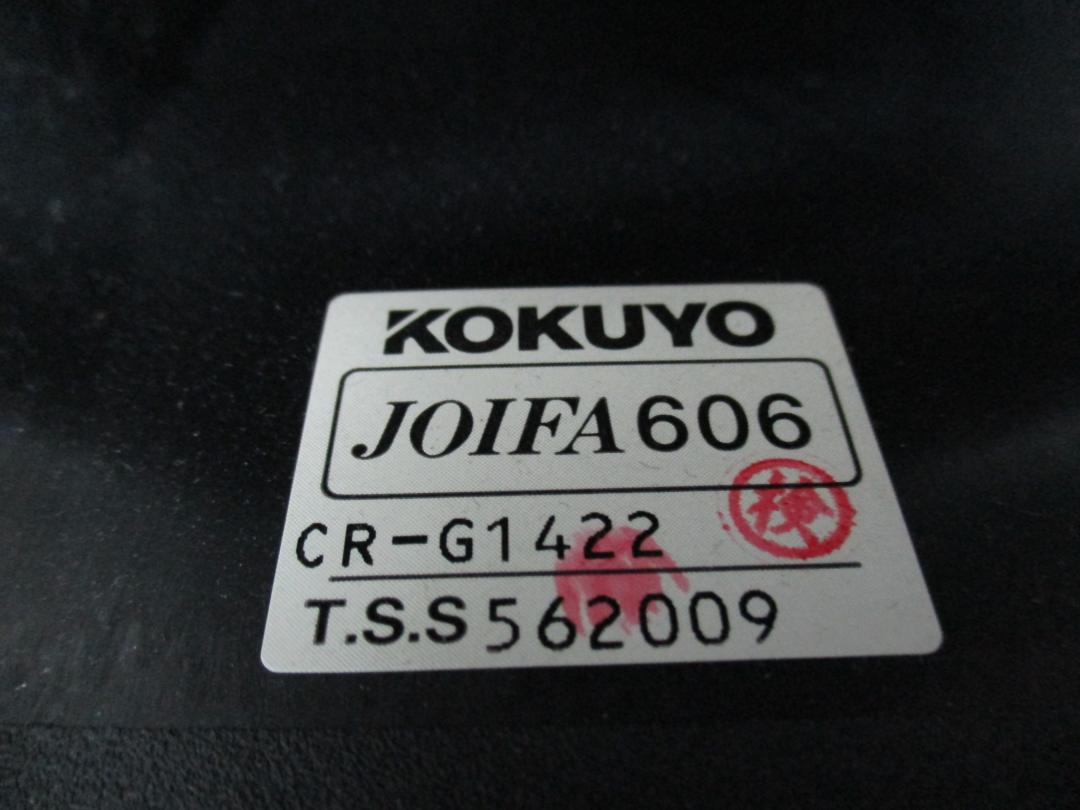 KOKUYO
JOIFA606
検
CR-G1422
T.S.S562009